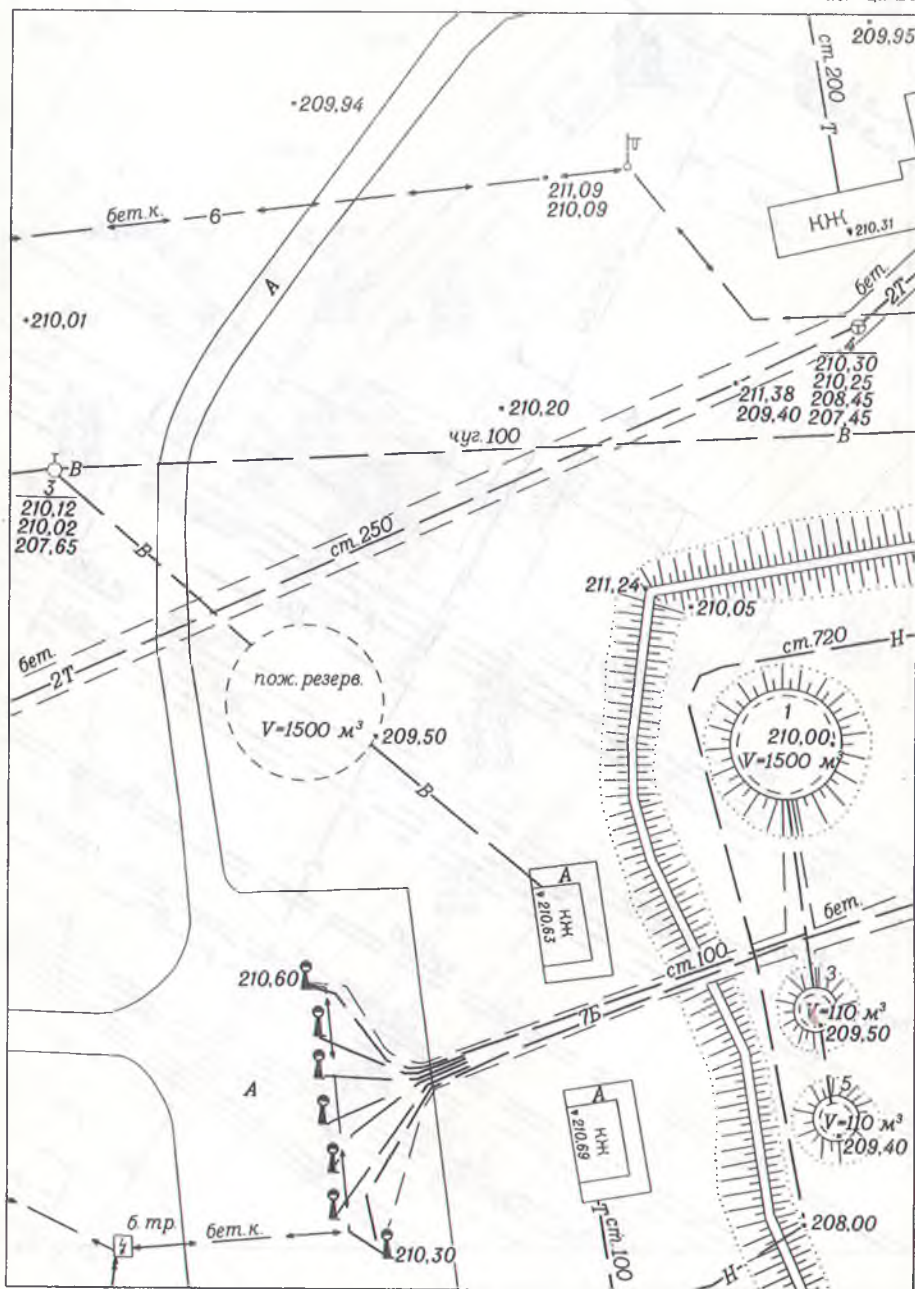 ст. 200
209,95
Т
209,94
бет. к.
6
211,09
210,09
КЖ
210,31
А
бет.
2Т
210,01
210,30
210,25
208,45
207,45
211,38
209,40
210,20
чуг. 100
В
В
3
210,12
210,02
207,65
В
ст. 250
211,24
210,05
бет.
2Т
ст. 720
Н
пож. резерв.
V=1500 м³
209,50
1
210,00
V=1500 м³
В
А
КЖ
210,63
бет.
ст. 100
210,60
3
V=110 м³
209,50
7Б
А
А
КЖ
210,69
5
V=110 м³
209,40
208,00
б. тр.
бет. к.
210,30
Т
ст. 100
Н